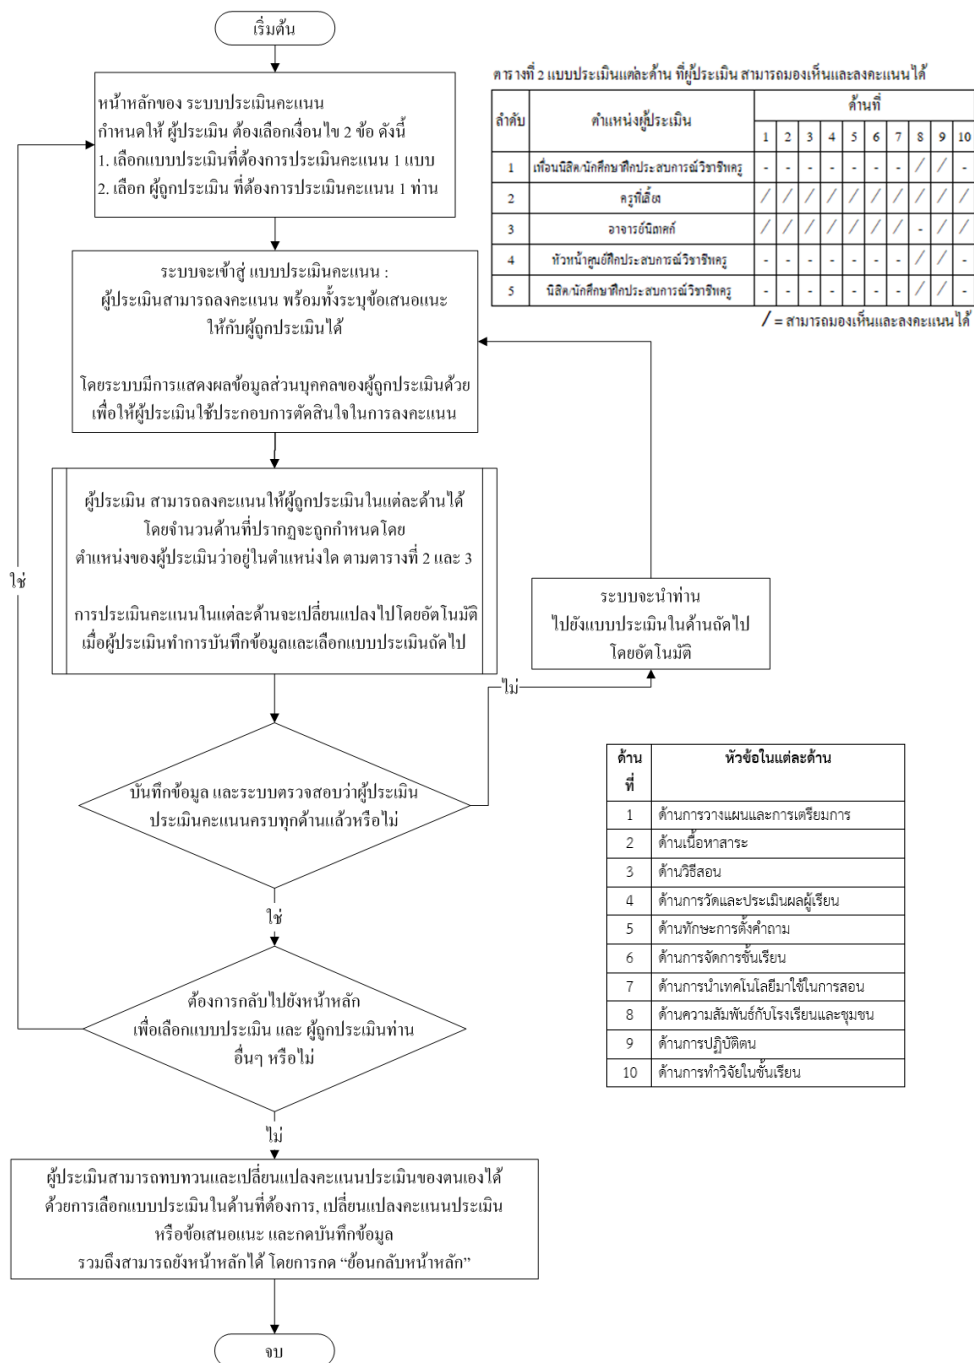 เริ่มต้น
หน้าหลักของ ระบบประเมินคะแนน
กำหนดให้ ผู้ประเมิน ต้องเลือกเงื่อนไข 2 ข้อ ดังนี้
1. เลือกแบบประเมินที่ต้องการประเมินคะแนน 1 แบบ
2. เลือก ผู้ถูกประเมิน ที่ต้องการประเมินคะแนน 1 ท่าน
ระบบจะเข้าสู่ แบบประเมินคะแนน :
ผู้ประเมินสามารถลงคะแนน พร้อมทั้งระบุข้อเสนอแนะ
ให้กับผู้ถูกประเมินได้
โดยระบบมีการแสดงผลข้อมูลส่วนบุคคลของผู้ถูกประเมินด้วย
เพื่อให้ผู้ประเมินใช้ประกอบการตัดสินใจในการลงคะแนน
ผู้ประเมิน สามารถลงคะแนนให้ผู้ถูกประเมินในแต่ละด้านได้
โดยจำนวนด้านที่ปรากฏจะถูกกำหนดโดย
ตำแหน่งของผู้ประเมินว่าอยู่ในตำแหน่งใด ตามตารางที่ 2 และ 3
การประเมินคะแนนในแต่ละด้านจะเปลี่ยนแปลงไปโดยอัตโนมัติ
เมื่อผู้ประเมินทำการบันทึกข้อมูลและเลือกแบบประเมินถัดไป
ใช่
ระบบจะนำท่าน
ไปยังแบบประเมินในด้านถัดไป
โดยอัตโนมัติ
ไม่
บันทึกข้อมูล และระบบตรวจสอบว่าผู้ประเมิน
ประเมินคะแนนครบทุกด้านแล้วหรือไม่
ใช่
ต้องการกลับไปยังหน้าหลัก
เพื่อเลือกแบบประเมิน และ ผู้ถูกประเมินท่าน
อื่นๆ หรือไม่
ไม่
ผู้ประเมินสามารถทบทวนและเปลี่ยนแปลงคะแนนประเมินของตนเองได้
ด้วยการเลือกแบบประเมินในด้านที่ต้องการ, เปลี่ยนแปลงคะแนนประเมิน
หรือข้อเสนอแนะ และกดบันทึกข้อมูล
รวมถึงสามารถยังหน้าหลักได้ โดยการกด “ย้อนกลับหน้าหลัก”
จบ
ตารางที่ 2 แบบประเมินแต่ละด้าน ที่ผู้ประเมิน สามารถมองเห็นและลงคะแนนได้
ลำดับ ตำแหน่งผู้ประเมิน ด้านที่
1 2 3 4 5 6 7 8 9 10
1 เพื่อนนิสิต/นักศึกษาฝึกประสบการณ์วิชาชีพครู - - - - - - - / / -
2 ครูพี่เลี้ยง / / / / / / / / / /
3 อาจารย์นิเทศก์ / / / / / / / - / /
4 หัวหน้าศูนย์ฝึกประสบการณ์วิชาชีพครู - - - - - - - / / -
5 นิสิต/นักศึกษาฝึกประสบการณ์วิชาชีพครู - - - - - - - / / -
/ = สามารถมองเห็นและลงคะแนนได้
ด้านที่ หัวข้อในแต่ละด้าน
1 ด้านการวางแผนและการเตรียมการ
2 ด้านเนื้อหาสาระ
3 ด้านวิธีสอน
4 ด้านการวัดและประเมินผลผู้เรียน
5 ด้านทักษะการตั้งคำถาม
6 ด้านการจัดการชั้นเรียน
7 ด้านการนำเทคโนโลยีมาใช้ในการสอน
8 ด้านความสัมพันธ์กับโรงเรียนและชุมชน
9 ด้านการปฏิบัติตน
10 ด้านการทำวิจัยในชั้นเรียน